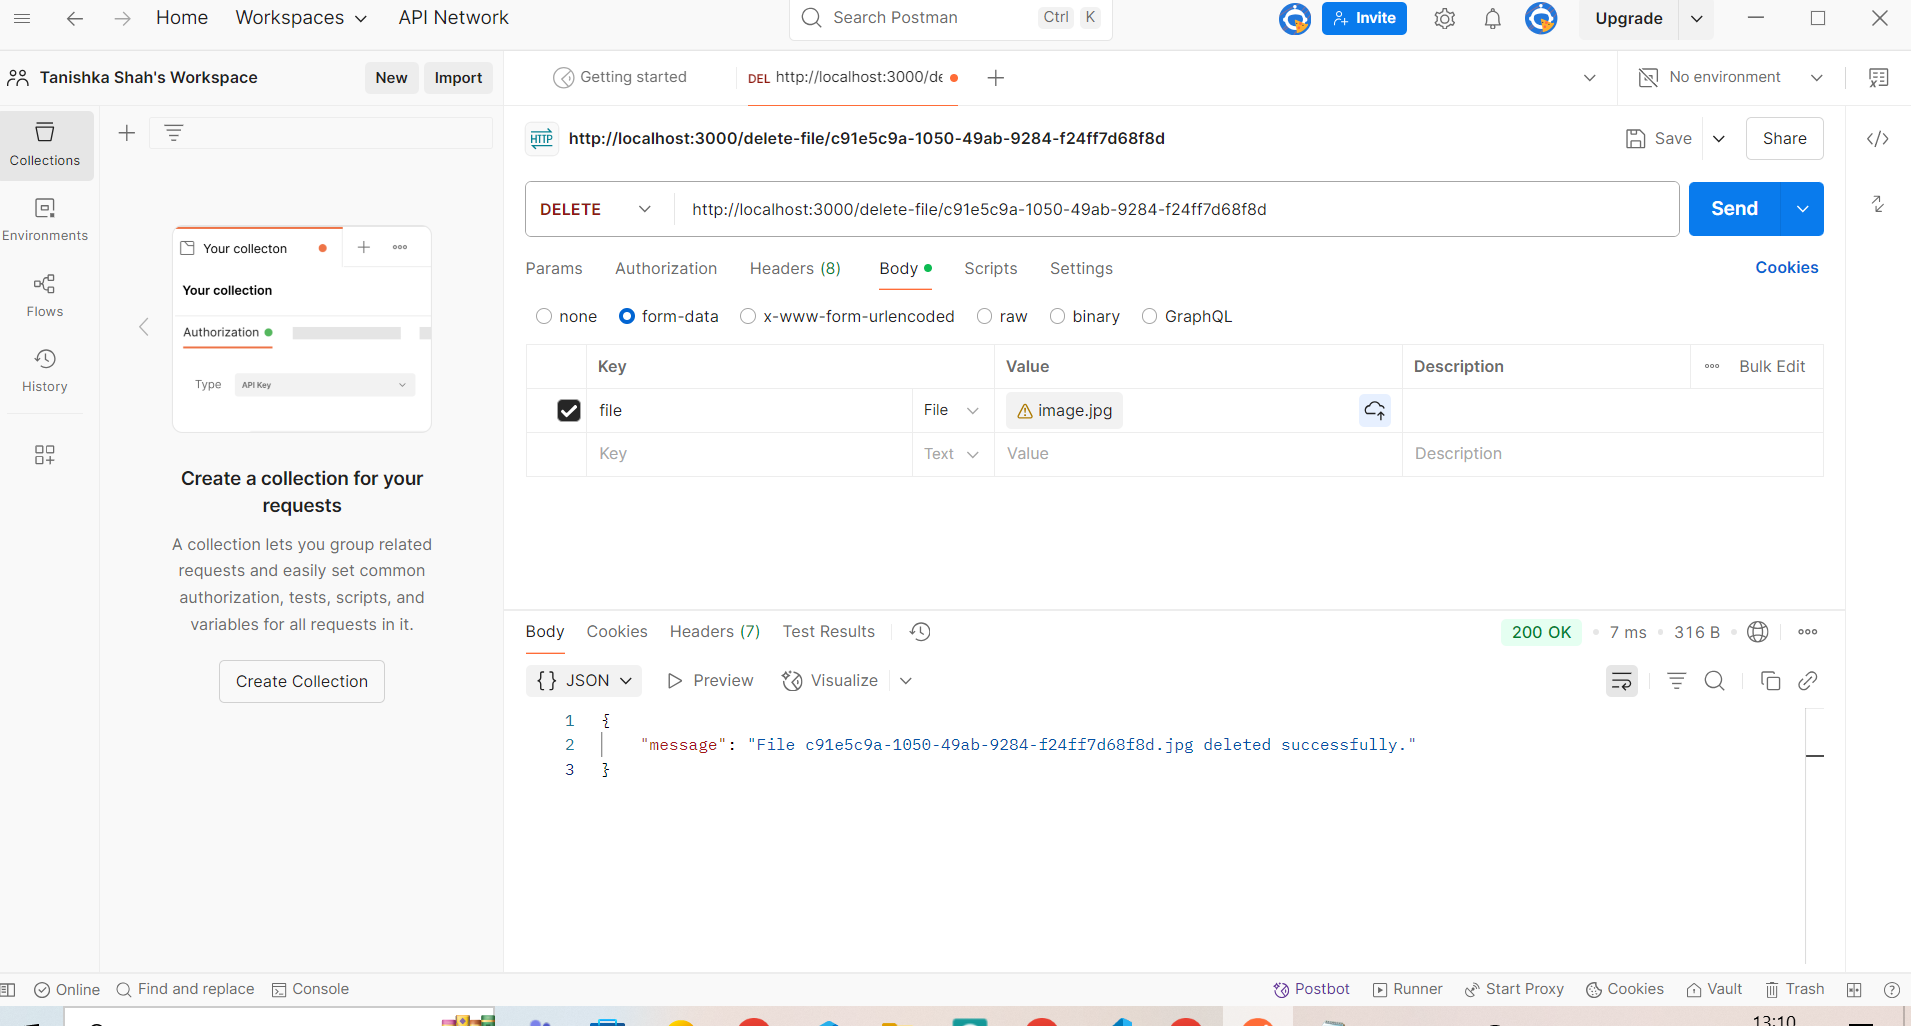 Home Workspaces API Network Search Postman Ctrl K Invite Upgrade
Tanishka Shah's Workspace New Import Getting started DEL http://localhost:3000/de No environment
Collections
Environments
Flows
History
Your collecton
Your collection
Authorization
Type API Key
Create a collection for your
requests
A collection lets you group related
requests and easily set common
authorization, tests, scripts, and
variables for all requests in it.
Create Collection
HTTP http://localhost:3000/delete-file/c91e5c9a-1050-49ab-9284-f24ff7d68f8d Save Share
DELETE http://localhost:3000/delete-file/c91e5c9a-1050-49ab-9284-f24ff7d68f8d Send
Params Authorization Headers (8) Body Scripts Settings Cookies
none form-data x-www-form-urlencoded raw binary GraphQL
Key Value Description Bulk Edit
file File image.jpg
Key Text Value Description
Body Cookies Headers (7) Test Results 200 OK 7 ms 316 B
{} JSON Preview Visualize
1 {
2 "message": "File c91e5c9a-1050-49ab-9284-f24ff7d68f8d.jpg deleted successfully."
3 }
Online Find and replace Console Postbot Runner Start Proxy Cookies Vault Trash
13:10